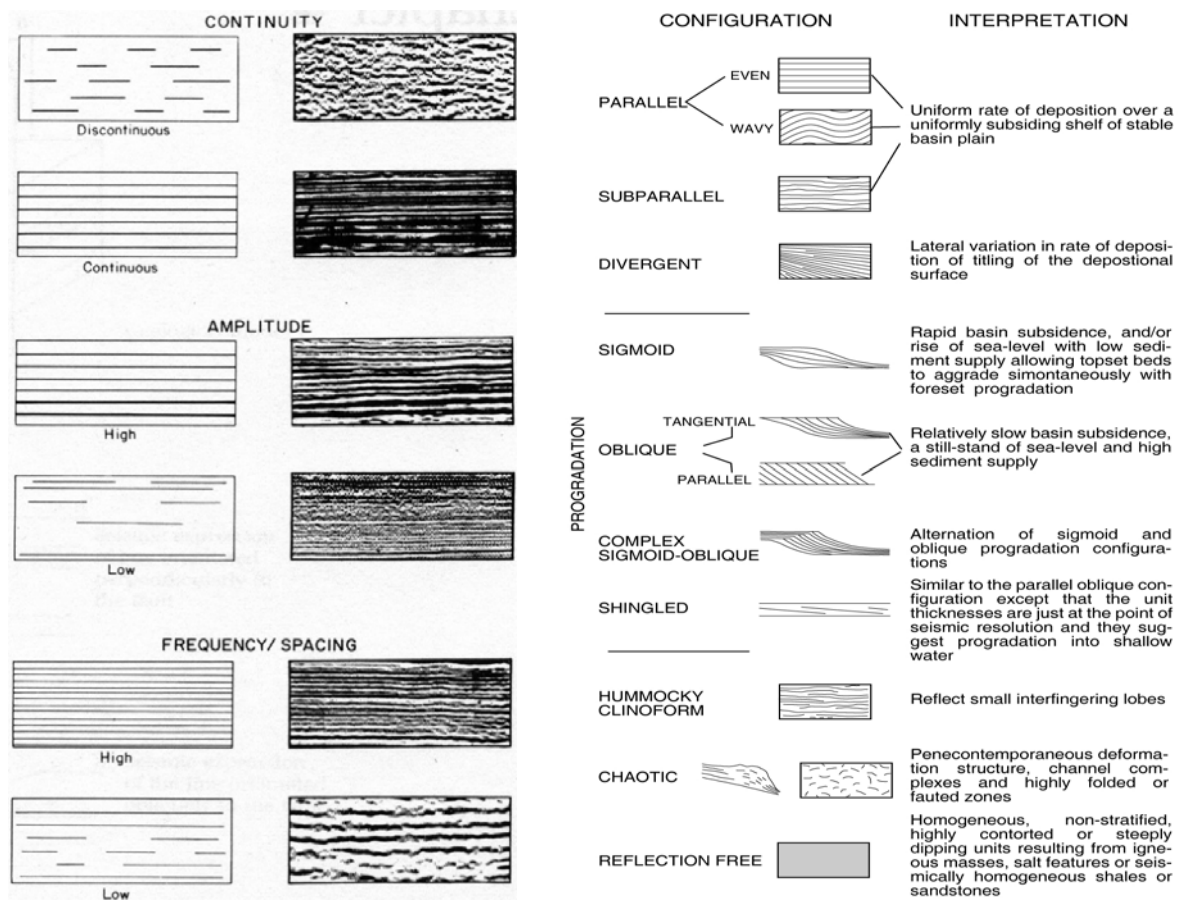 CONTINUITY
Discontinuous
Continuous
AMPLITUDE
High
Low
FREQUENCY/ SPACING
High
Low
CONFIGURATION
INTERPRETATION
PARALLEL
EVEN
WAVY
Uniform rate of deposition over a
uniformly subsiding shelf of stable
basin plain
SUBPARALLEL
DIVERGENT
Lateral variation in rate of deposi-
tion of titling of the depostional
surface
PROGRADATION
SIGMOID
Rapid basin subsidence, and/or
rise of sea-level with low sedi-
ment supply allowing topset beds
to aggrade simontaneously with
foreset progradation
OBLIQUE
TANGENTIAL
PARALLEL
Relatively slow basin subsidence,
a still-stand of sea-level and high
sediment supply
COMPLEX
SIGMOID-OBLIQUE
Alternation of sigmoid and
oblique progradation configura-
tions
SHINGLED
Similar to the parallel oblique con-
figuration except that the unit
thicknesses are just at the point of
seismic resolution and they sug-
gest progradation into shallow
water
HUMMOCKY
CLINOFORM
Reflect small interfingering lobes
CHAOTIC
Penecontemporaneous deforma-
tion structure, channel com-
plexes and highly folded or
fauted zones
REFLECTION FREE
Homogeneous, non-stratified,
highly contorted or steeply
dipping units resulting from igne-
ous masses, salt features or seis-
mically homogeneous shales or
sandstones